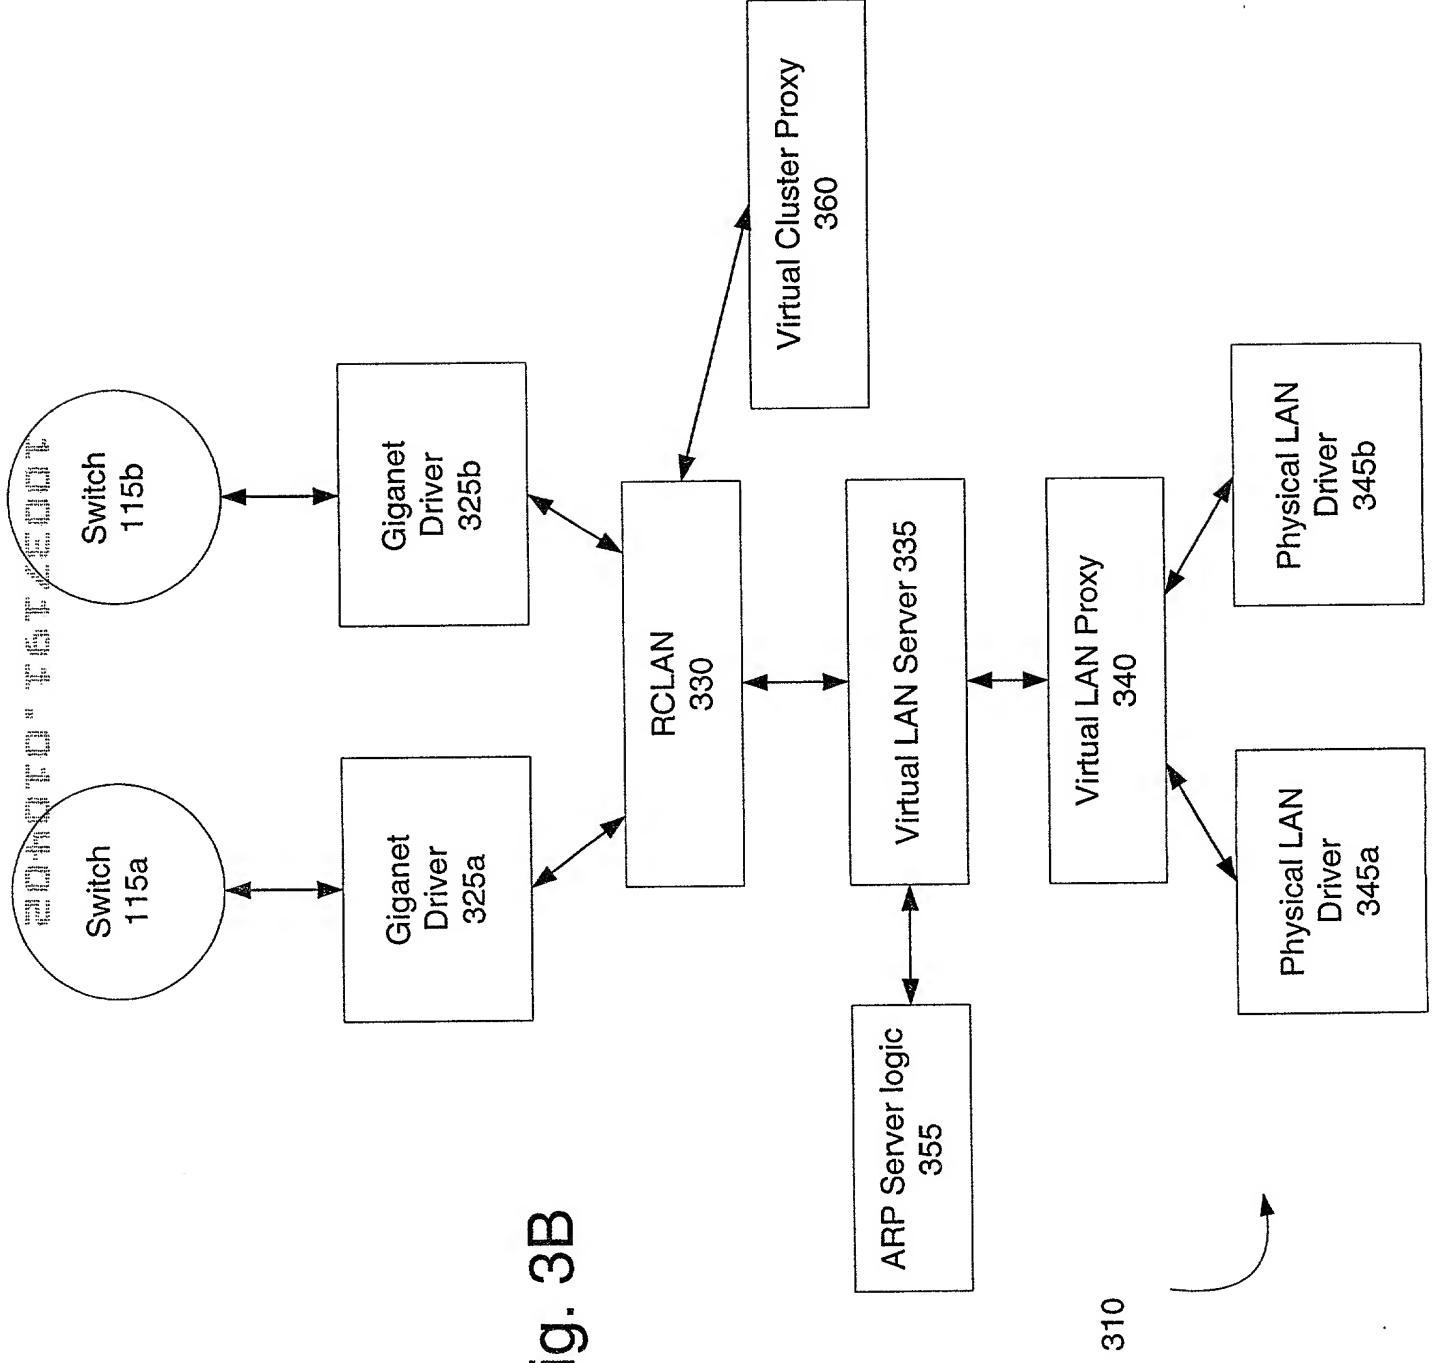 Switch
115a
Switch
115b
Giganet
Driver
325a
Giganet
Driver
325b
RCLAN
330
Virtual Cluster Proxy
360
ARP Server logic
355
Virtual LAN Server 335
Virtual LAN Proxy
340
Physical LAN
Driver
345a
Physical LAN
Driver
345b
310
ig. 3B